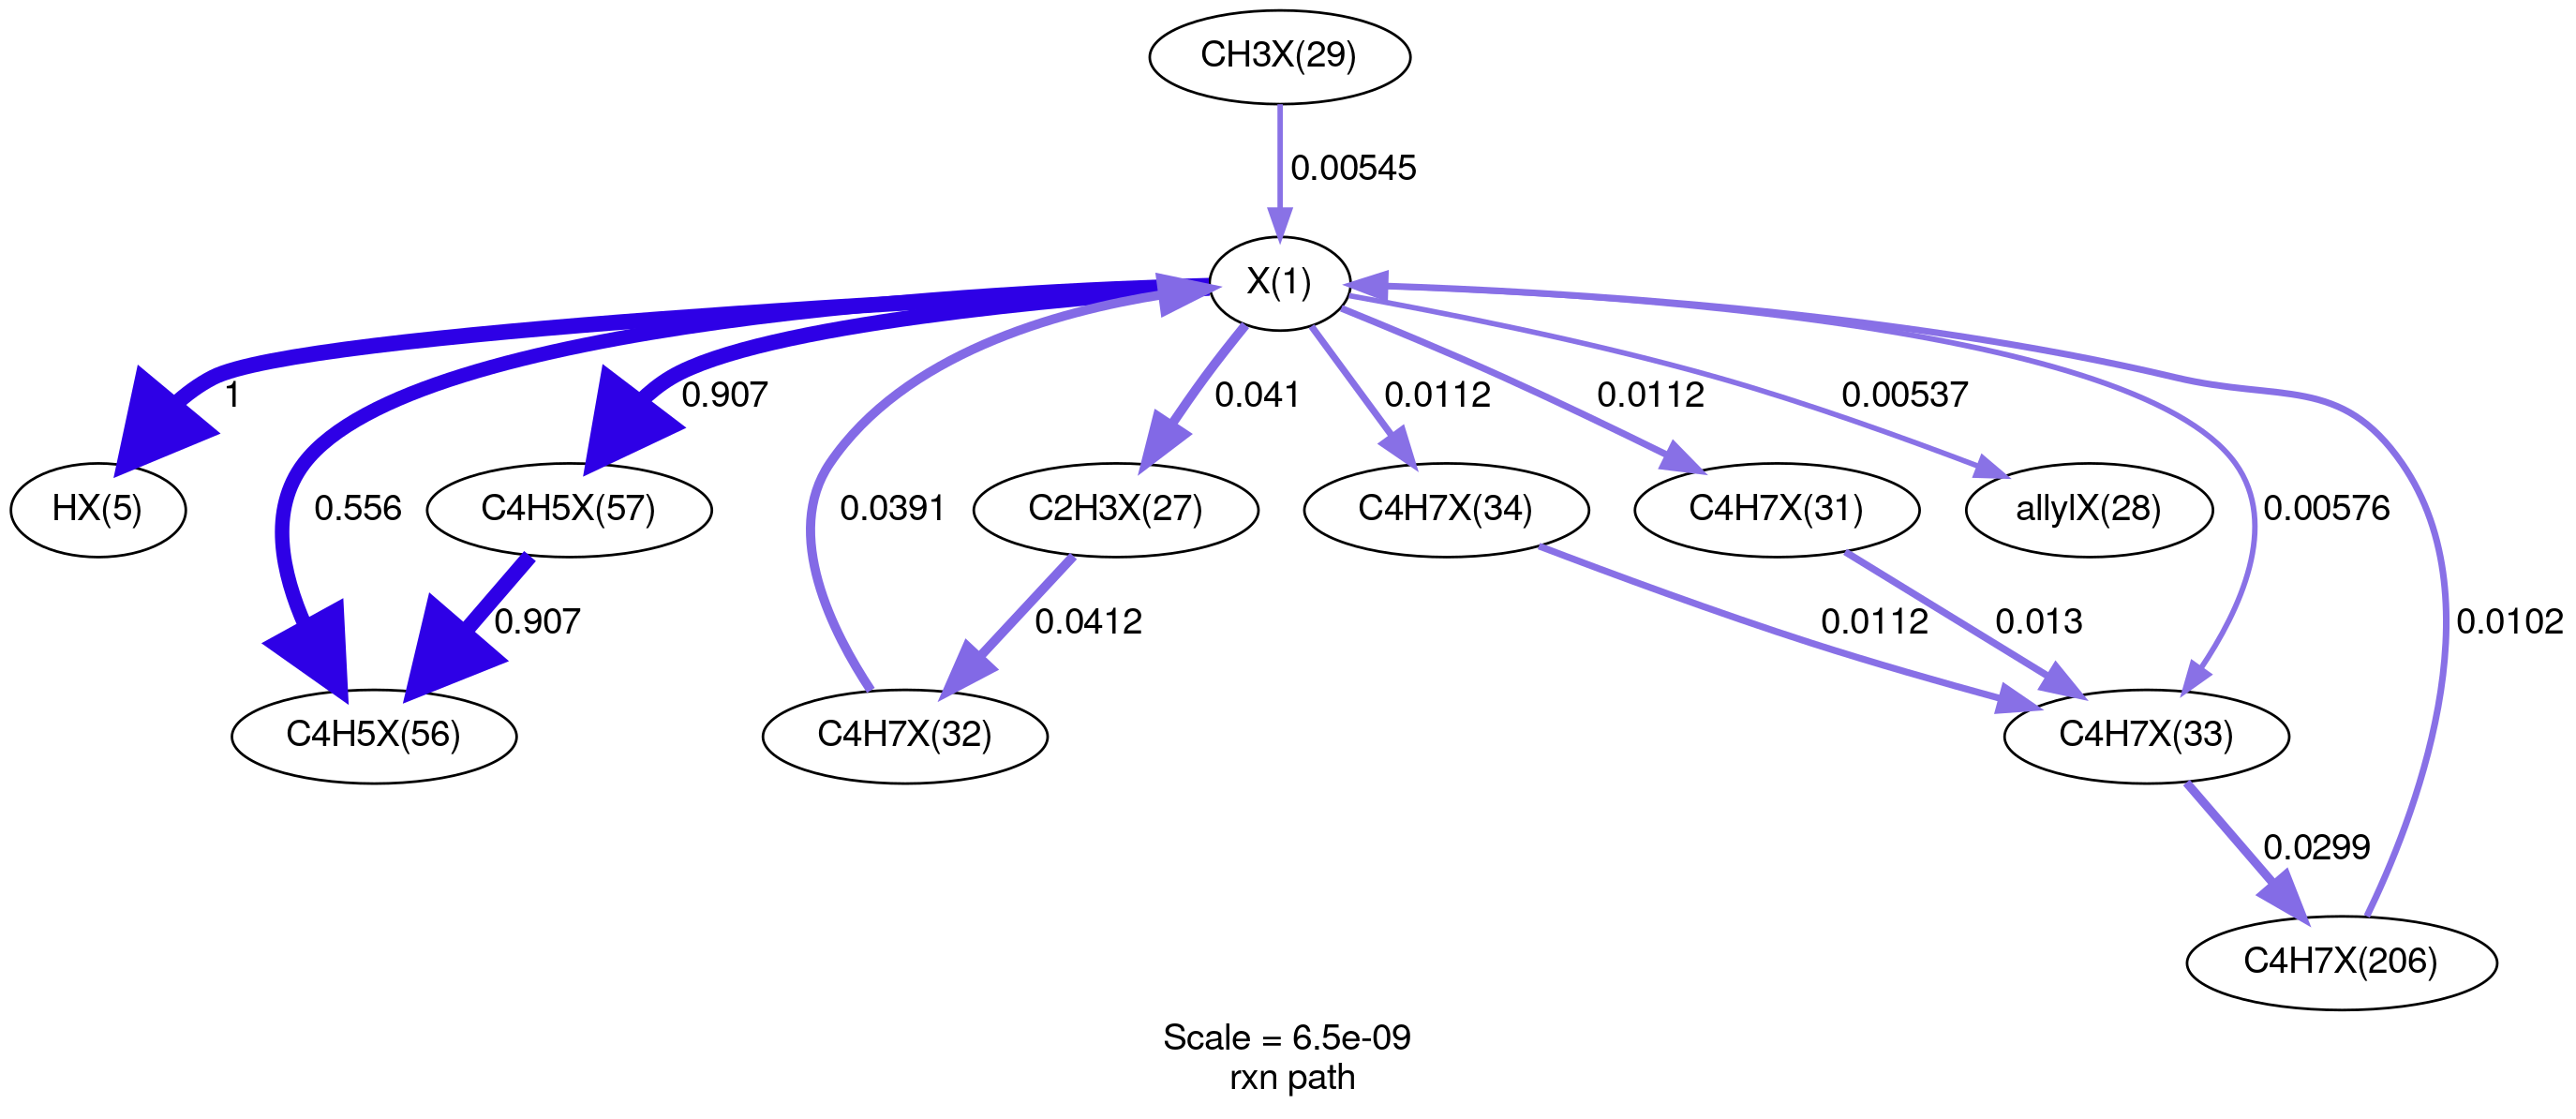 CH3X(29)
0.00545
X(1)
1
0.907
0.041
0.0112
0.0112
0.00537
HX(5)
0.556
C4H5X(57)
0.0391
C2H3X(27)
C4H7X(34)
C4H7X(31)
allylX(28)
0.00576
0.907
0.0412
0.0112
0.013
0.0102
C4H5X(56)
C4H7X(32)
C4H7X(33)
0.0299
C4H7X(206)
Scale = 6.5e-09
rxn path